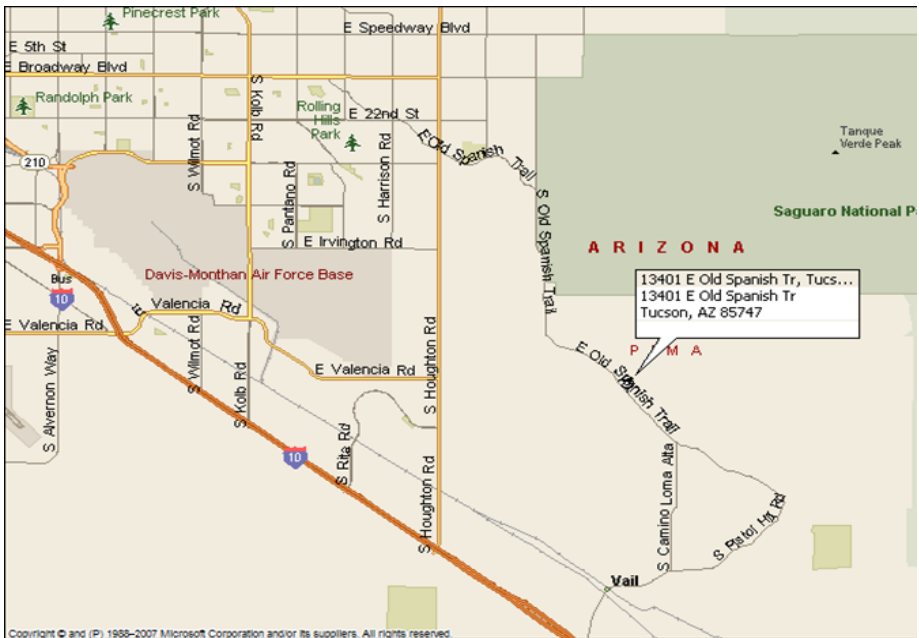 Pinecrest Park
E Speedway Blvd
E 5th St
E Broadway Blvd
S Kolb Rd
Randolph Park
Rolling
Hills
Park
E 22nd St
E Old Spanish Trail
Tanque
Verde Peak
210
S Wilmot Rd
S Pantano Rd
S Harrison Rd
S Old Spanish Trail
Saguaro National P
E Irvington Rd
ARIZONA
Davis-Monthan Air Force Base
Bus
10
Valencia Rd
13401 E Old Spanish Tr, Tucs...
13401 E Old Spanish Tr
Tucson, AZ 85747
E Valencia Rd
P MA
S Alvernon Way
S Wilmot Rd
S Kolb Rd
E Valencia Rd
S Houghton Rd
E Old Spanish Trail
10
S Rita Rd
S Houghton Rd
S Camino Loma Alta
S Pistol Hill Rd
Vail
Copyright © and (P) 1988–2007 Microsoft Corporation and/or its suppliers. All rights reserved.